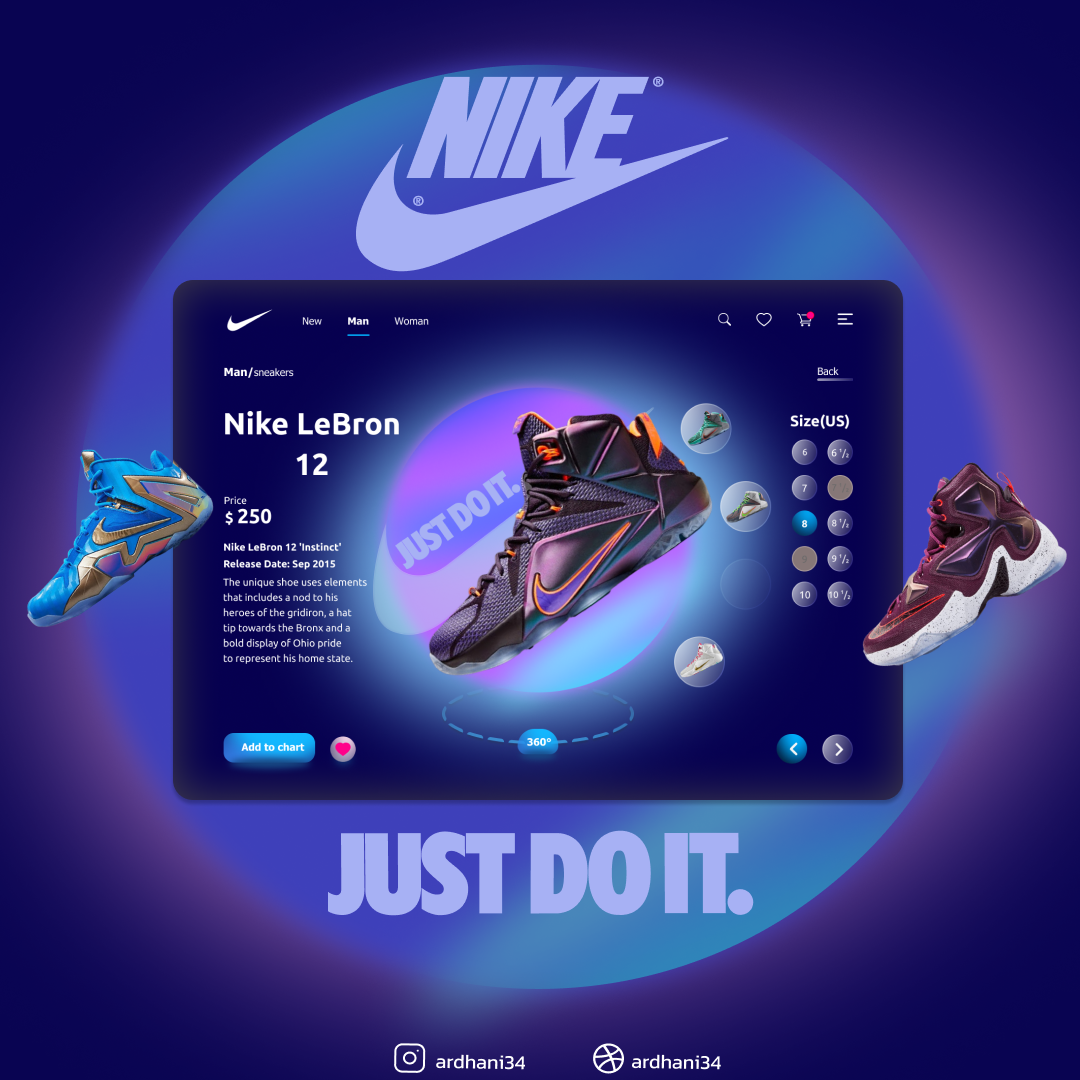 NIKE®
®
New Man Woman
Man/sneakers
Back
Nike LeBron
12
Price
$ 250
Nike LeBron 12 'Instinct'
Release Date: Sep 2015
The unique shoe uses elements
that includes a nod to his
heroes of the gridiron, a hat
tip towards the Bronx and a
bold display of Ohio pride
to represent his home state.
JUST DO IT.
Size(US)
6 6 1/2
7
8 8 1/2
9 1/2
10 10 1/2
Add to chart
360°
JUST DO IT.
ardhani34 ardhani34